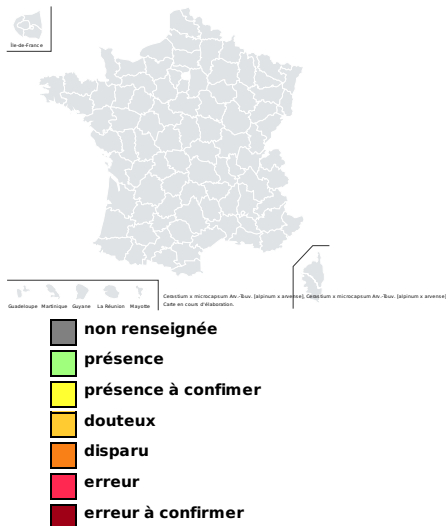 Île-de-France
Guadeloupe Martinique Guyane La Réunion Mayotte
Cerastium x microcapsum Arv.-Touv. [alpinum x arvense], Cerastium x microcapsum Arv.-Touv. [alpinum x arvense]
Carte en cours d'élaboration.
non renseignée
présence
présence à confimer
douteux
disparu
erreur
erreur à confirmer